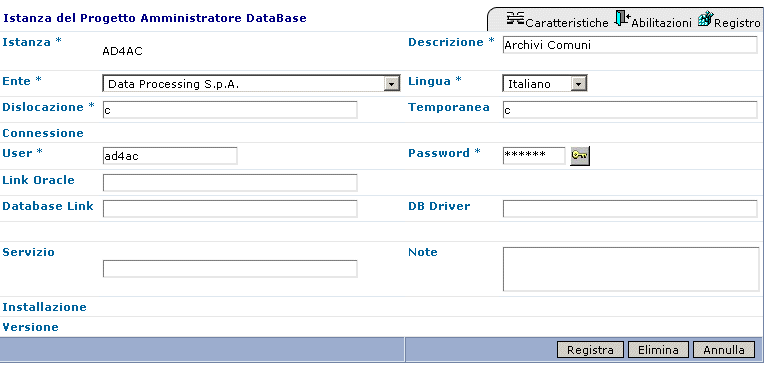 Istanza del Progetto Amministratore DataBase Caratteristiche Abilitazioni Registro
Istanza * AD4AC Descrizione * Archivi Comuni
Ente * Data Processing S.p.A. Lingua * Italiano
Dislocazione * c Temporanea c
Connessione
User * ad4ac Password * ******
Link Oracle
Database Link DB Driver
Servizio Note
Installazione
Versione
Registra Elimina Annulla